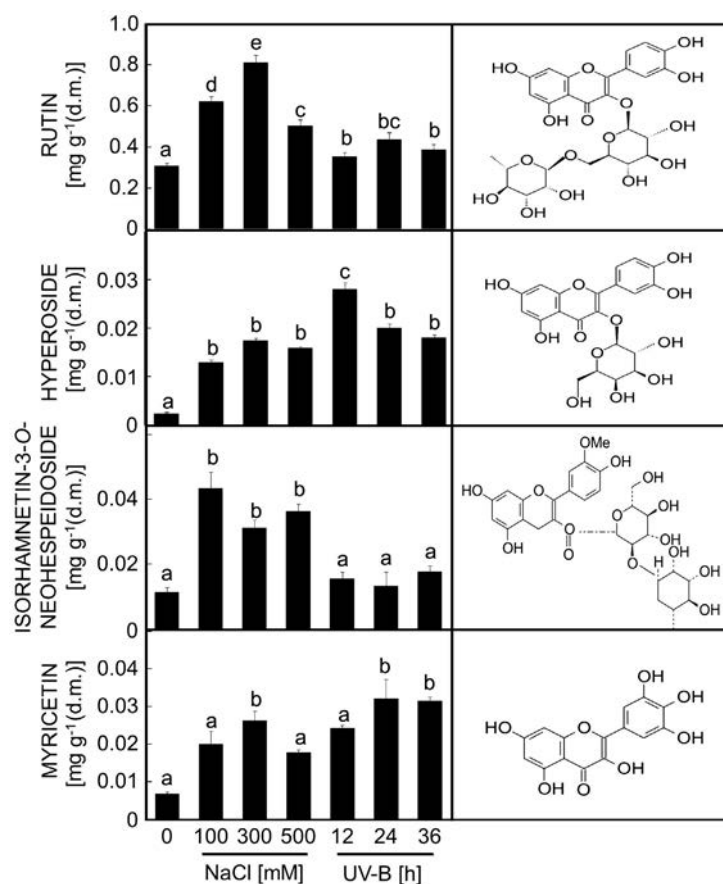 RUTIN
[mg g⁻¹(d.m.)]
1.0
0.8
0.6
0.4
0.2
0
a
d
e
c
b
bc
b
HO
OH
OH
OH
O
O
O
O
OH
OH
OH
O
O
HO
OH
OH
HYPEROSIDE
[mg g⁻¹(d.m.)]
0.03
0.02
0.01
0
a
b
b
b
c
b
b
HO
OH
OH
OH
O
O
O
O
OH
OH
OH
OH
ISORHAMNETIN-3-O-
NEOHESPEIDOSIDE
[mg g⁻¹(d.m.)]
0.04
0.02
0.0
a
b
b
b
a
a
a
OMe
OH
HO
O
OH
O
O
HO
O
OH
OH
OH
O
H
OH
OH
OH
MYRICETIN
[mg g⁻¹(d.m.)]
0.04
0.03
0.02
0.01
0
a
a
b
a
a
b
b
OH
OH
OH
HO
O
OH
OH
O
0 100 300 500 12 24 36
NaCl [mM] UV-B [h]